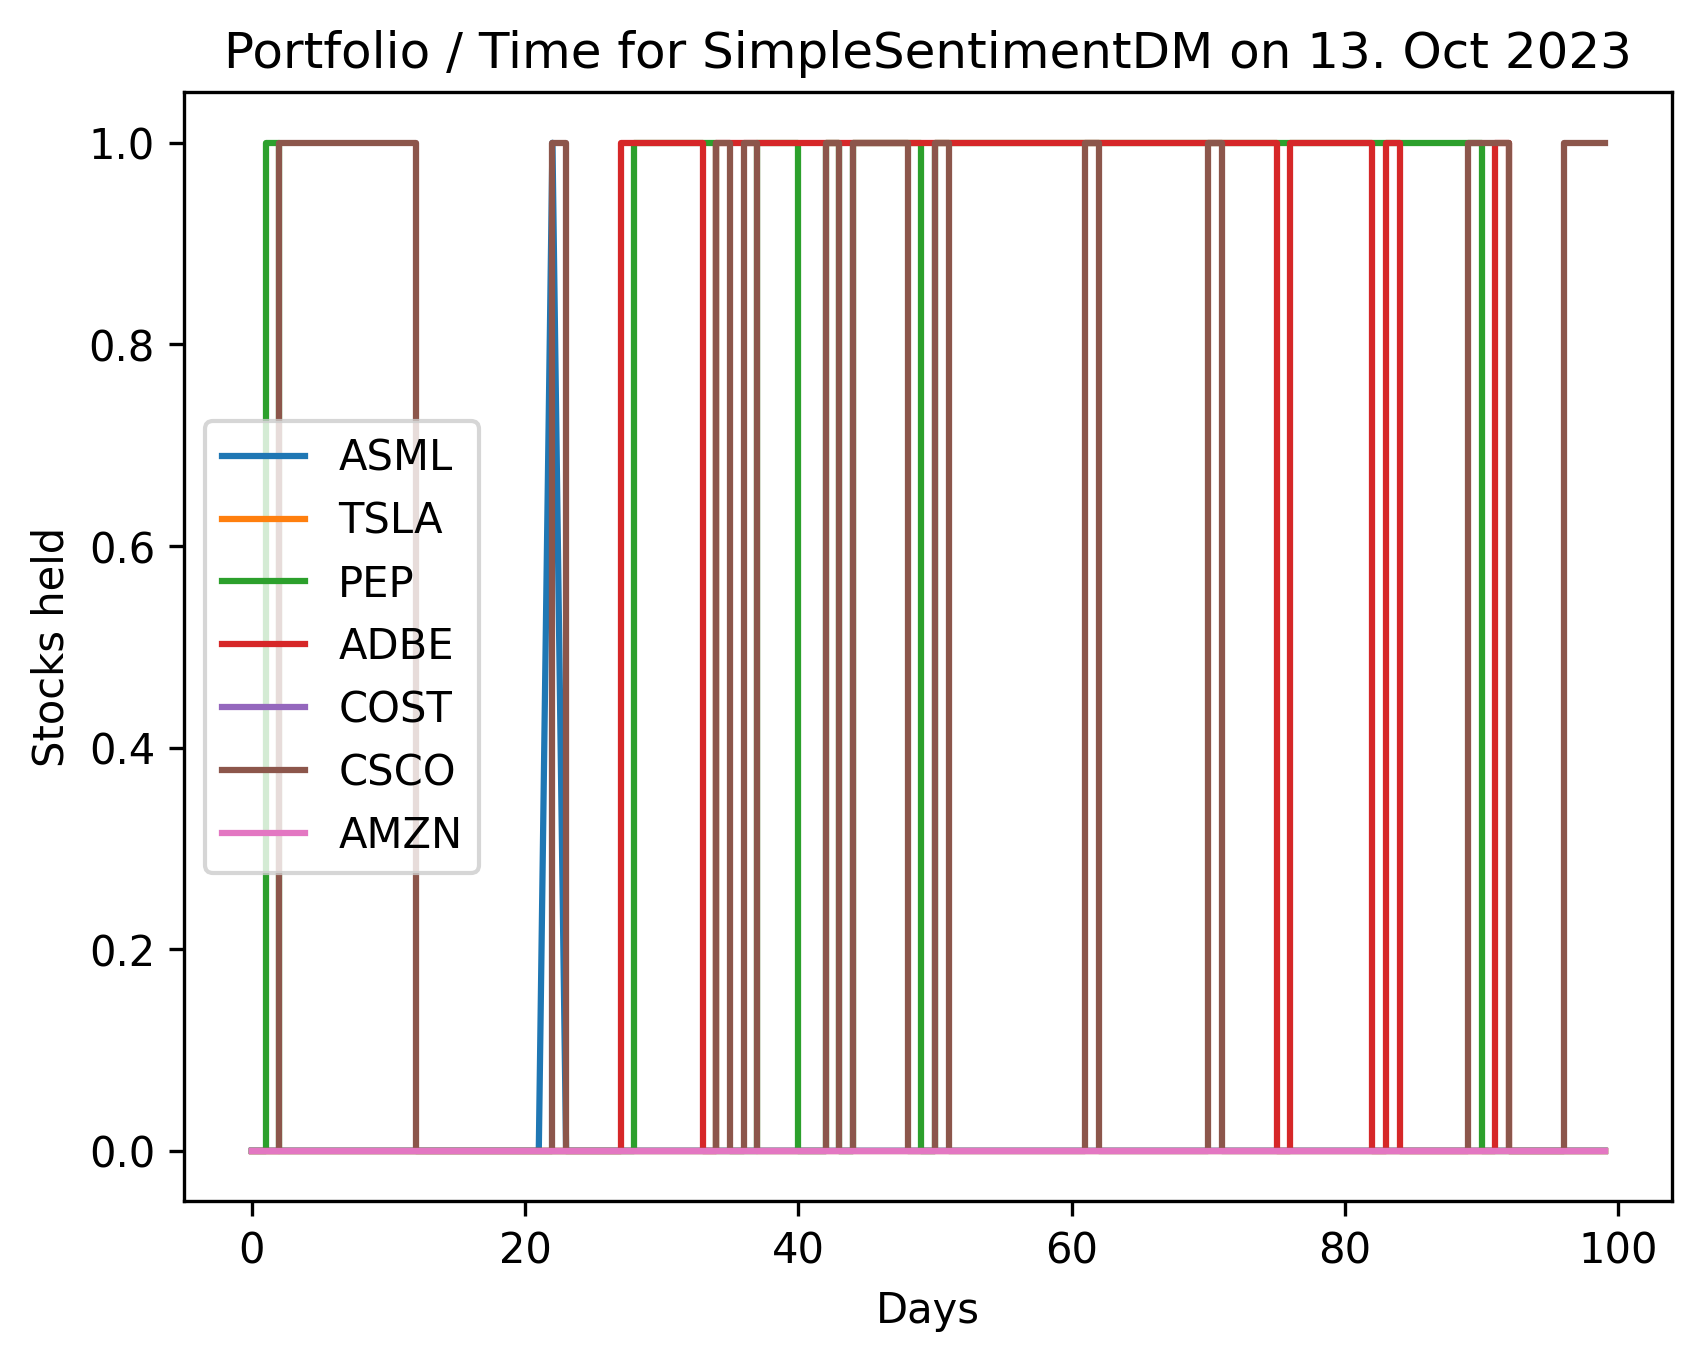 Portfolio / Time for SimpleSentimentDM on 13. Oct 2023
1.0
0.8
0.6
0.4
0.2
0.0
Stocks held
ASML
TSLA
PEP
ADBE
COST
CSCO
AMZN
0 20 40 60 80 100
Days